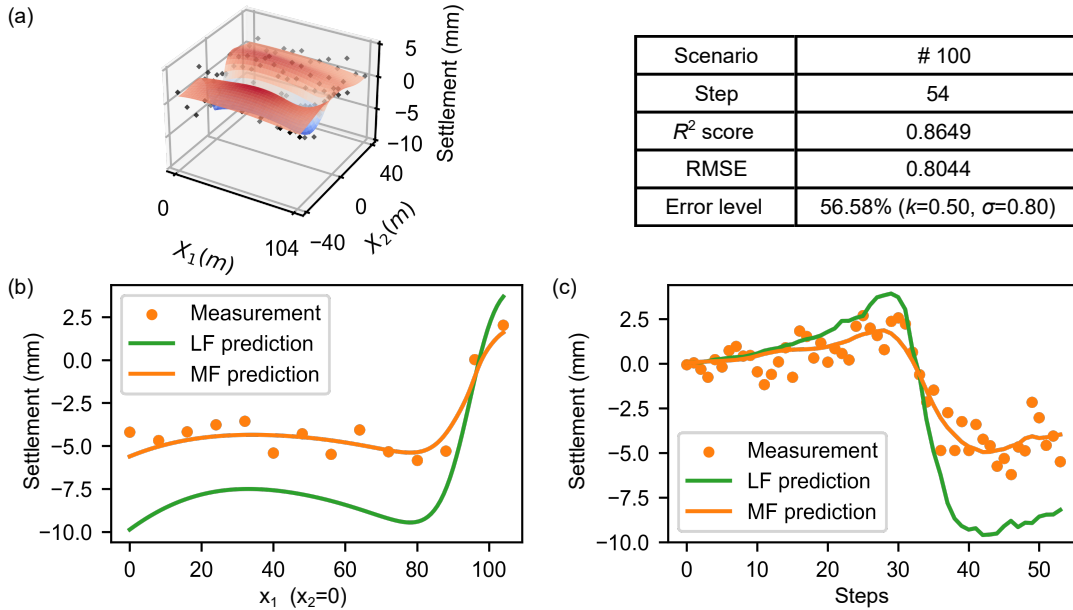 (a)
5
0
−5
−10
Settlement (mm)
40
0
−40
X2(m)
0
104
X1(m)
Scenario # 100
Step 54
R² score 0.8649
RMSE 0.8044
Error level 56.58% (k=0.50, σ=0.80)
(b)
Measurement
LF prediction
MF prediction
2.5
0.0
−2.5
−5.0
−7.5
−10.0
Settlement (mm)
0 20 40 60 80 100
x₁ (x₂=0)
(c)
2.5
0.0
−2.5
−5.0
−7.5
−10.0
Settlement (mm)
Measurement
LF prediction
MF prediction
0 10 20 30 40 50
Steps